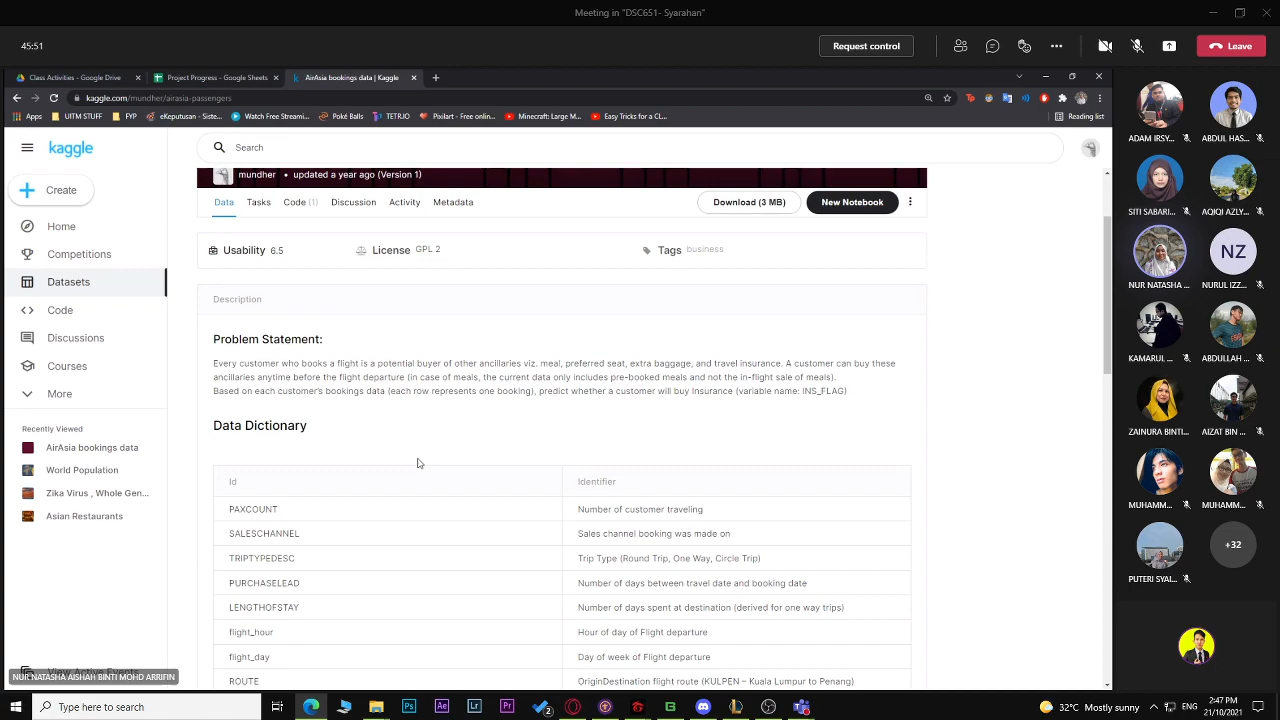 Meeting in "DSC651- Syarahan"
45:51
Request control
Leave
Class Activities - Google Drive
Project Progress - Google Sheets
AirAsia bookings data | Kaggle
kaggle.com/mundher/airasia-passengers
Apps
UITM STUFF
FYP
eKeputusan - Siste...
Watch Free Streami...
Poké Balls
TETR.IO
Pixlart - Free onlin...
Minecraft: Large M...
Easy Tricks for a CL...
Reading list
kaggle
Search
Create
Home
Competitions
Datasets
Code
Discussions
Courses
More
Recently Viewed
AirAsia bookings data
World Population
Zika Virus , Whole Gen...
Asian Restaurants
View Active Events
NUR NATASHA AISHAH BINTI MOHD ARRIFIN
mundher • updated a year ago (Version 1)
Data
Tasks
Code (1)
Discussion
Activity
Metadata
Download (3 MB)
New Notebook
Usability 6.5
License GPL 2
Tags business
Description
Problem Statement:
Every customer who books a flight is a potential buyer of other ancillaries viz. meal, preferred seat, extra baggage, and travel insurance. A customer can buy these
ancillaries anytime before the flight departure (in case of meals, the current data only includes pre-booked meals and not the in-flight sale of meals).
Based on each customer's bookings data (each row represents one booking), predict whether a customer will buy Insurance (variable name: INS_FLAG)
Data Dictionary
Id Identifier
PAXCOUNT Number of customer traveling
SALESCHANNEL Sales channel booking was made on
TRIPTYPEDESC Trip Type (Round Trip, One Way, Circle Trip)
PURCHASELEAD Number of days between travel date and booking date
LENGTHOFSTAY Number of days spent at destination (derived for one way trips)
flight_hour Hour of day of Flight departure
flight_day Day of week of Flight departure
ROUTE OriginDestination flight route (KULPEN – Kuala Lumpur to Penang)
ADAM IRSY...
ABDUL HAS...
SITI SABARI...
AQIQI AZLY...
NZ
NUR NATASHA ...
NURUL IZZ...
KAMARUL ...
ABDULLAH ...
ZAINURA BINTI...
AIZAT BIN ...
MUHAMM...
MUHAMM...
+32
PUTERI SYAL...
Type here to search
2
32°C Mostly sunny
2:47 PM
21/10/2021